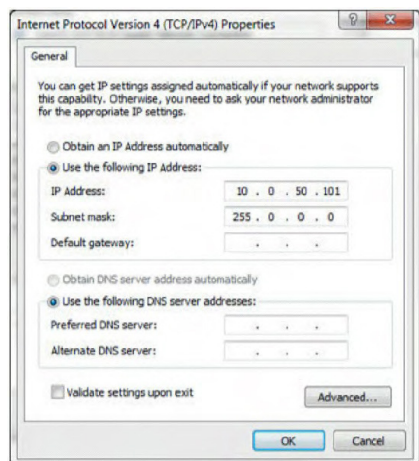 Internet Protocol Version 4 (TCP/IPv4) Properties
General
You can get IP settings assigned automatically if your network supports
this capability. Otherwise, you need to ask your network administrator
for the appropriate IP settings.
Obtain an IP Address automatically
Use the following IP Address:
IP Address: 10 . 0 . 50 . 101
Subnet mask: 255 . 0 . 0 . 0
Default gateway: . . .
Obtain DNS server address automatically
Use the following DNS server addresses:
Preferred DNS server: . . .
Alternate DNS server: . . .
Validate settings upon exit
Advanced...
OK Cancel